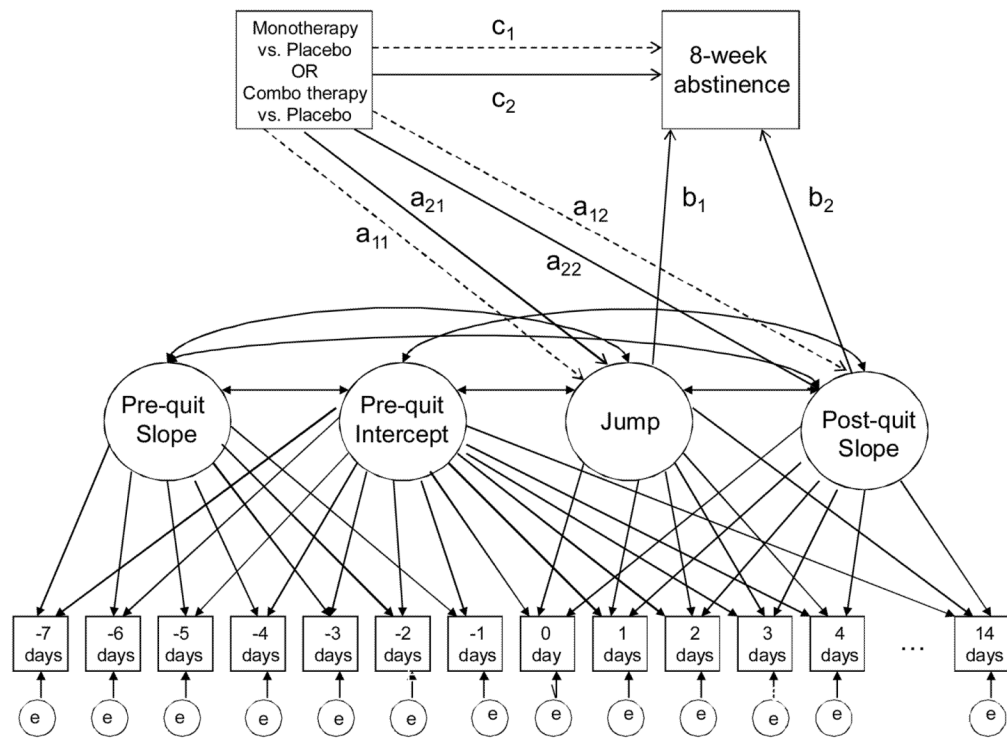 Monotherapy
vs. Placebo
OR
Combo therapy
vs. Placebo
c1
c2
8-week
abstinence
a21
a11
a12
a22
b1
b2
Pre-quit
Slope
Pre-quit
Intercept
Jump
Post-quit
Slope
-7
days
-6
days
-5
days
-4
days
-3
days
-2
days
-1
days
0
day
1
days
2
days
3
days
4
days
...
14
days
e
e
e
e
e
e
e
e
e
e
e
e
e